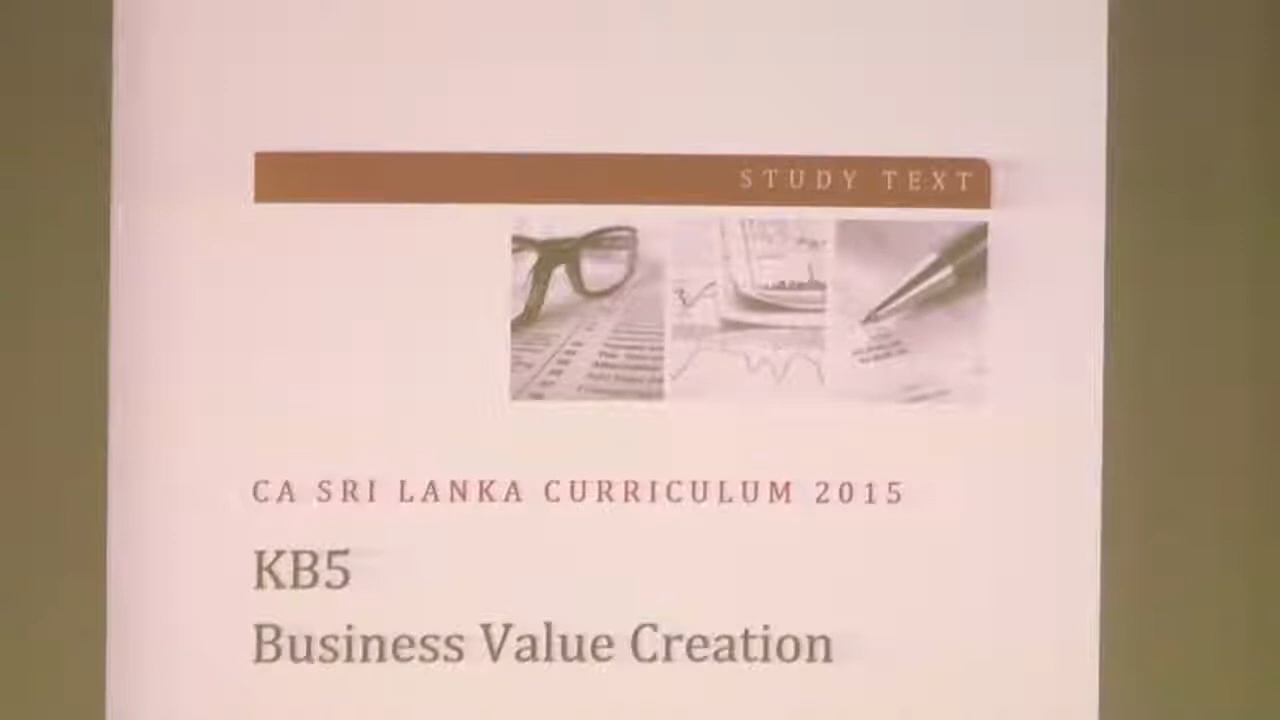 STUDY TEXT
CA SRI LANKA CURRICULUM 2015
KB5
Business Value Creation